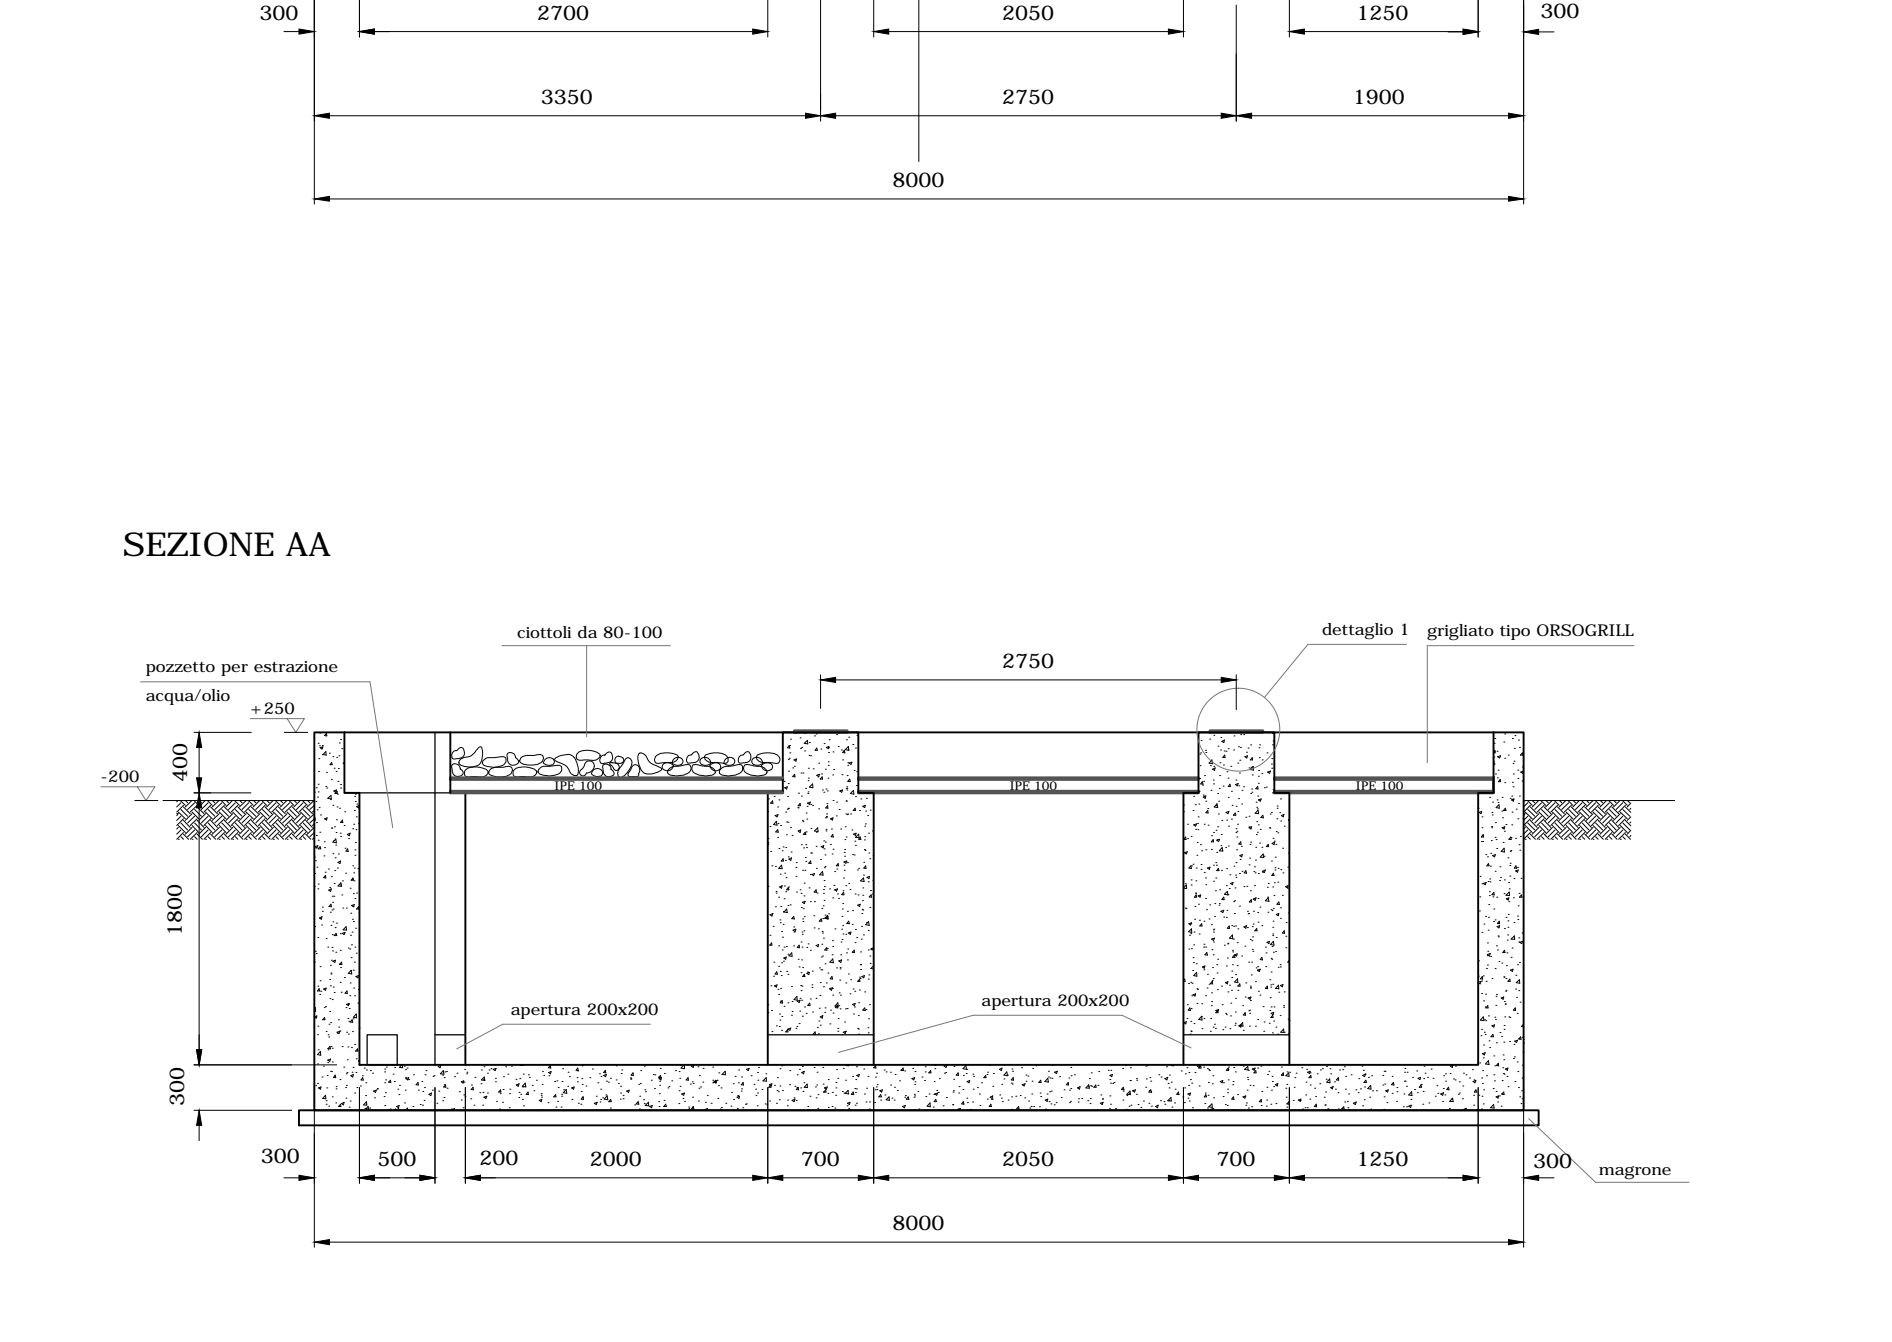 300
2700
2050
1250
300
3350
2750
1900
8000
SEZIONE AA
ciottoli da 80-100
dettaglio 1
grigliato tipo ORSOGRILL
pozzetto per estrazione
acqua/olio
2750
+250
400
-200
IPE 100
IPE 100
IPE 100
1800
apertura 200x200
apertura 200x200
300
300
500
200
2000
700
2050
700
1250
300
magrone
8000